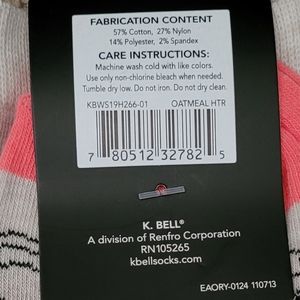 FABRICATION CONTENT
57% Cotton, 27% Nylon
14% Polyester, 2% Spandex
CARE INSTRUCTIONS:
Machine wash cold with like colors.
Use only non-chlorine bleach when needed.
Tumble dry low. Do not iron. Do not dry clean.
KBWS19H266-01 OATMEAL HTR
7 80512 32782 5
K. BELL®
A division of Renfro Corporation
RN105265
kbellsocks.com
EAORY-0124 110713